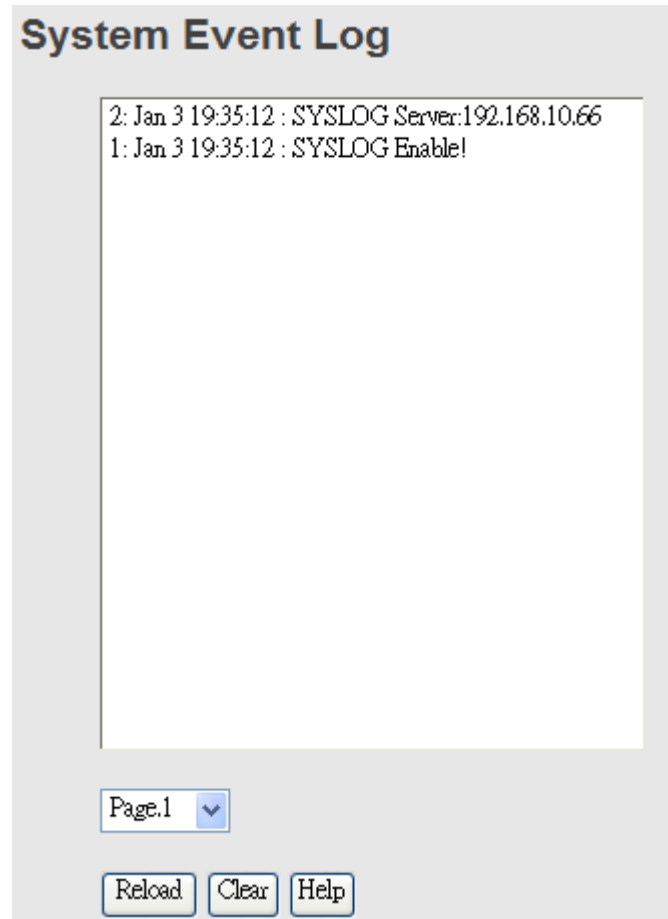 System Event Log
2: Jan 3 19:35:12 : SYSLOG Server:192.168.10.66
1: Jan 3 19:35:12 : SYSLOG Enable!
Page.1
Reload Clear Help